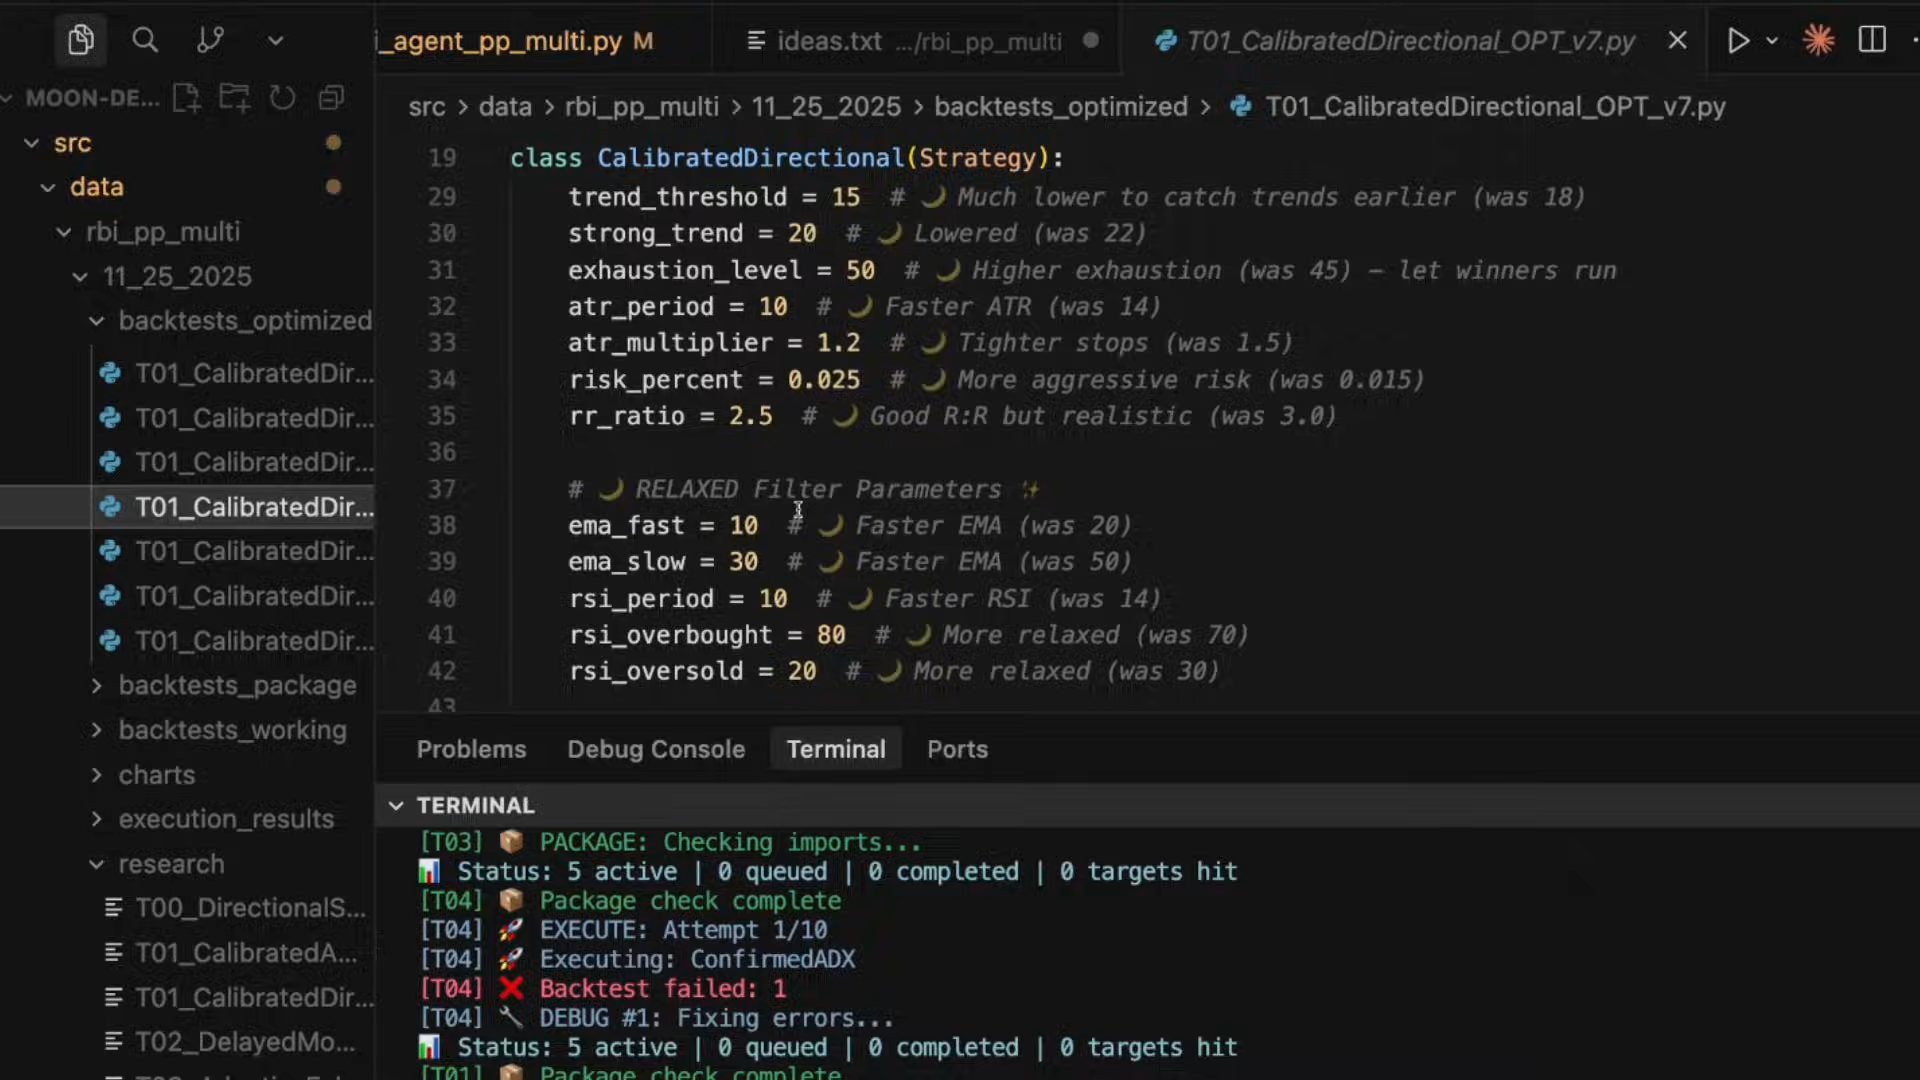 _agent_pp_multi.py M
ideas.txt .../rbi_pp_multi
T01_CalibratedDirectional_OPT_v7.py
MOON-DE...
src > data > rbi_pp_multi > 11_25_2025 > backtests_optimized > T01_CalibratedDirectional_OPT_v7.py
src
data
rbi_pp_multi
11_25_2025
backtests_optimized
T01_CalibratedDir...
T01_CalibratedDir...
T01_CalibratedDir...
T01_CalibratedDir...
T01_CalibratedDir...
T01_CalibratedDir...
T01_CalibratedDir...
backtests_package
backtests_working
charts
execution_results
research
T00_DirectionalS...
T01_CalibratedA...
T01_CalibratedDir...
T02_DelayedMo...
19 class CalibratedDirectional(Strategy):
29 trend_threshold = 15 # 🌙 Much lower to catch trends earlier (was 18)
30 strong_trend = 20 # 🌙 Lowered (was 22)
31 exhaustion_level = 50 # 🌙 Higher exhaustion (was 45) – let winners run
32 atr_period = 10 # 🌙 Faster ATR (was 14)
33 atr_multiplier = 1.2 # 🌙 Tighter stops (was 1.5)
34 risk_percent = 0.025 # 🌙 More aggressive risk (was 0.015)
35 rr_ratio = 2.5 # 🌙 Good R:R but realistic (was 3.0)
36
37 # 🌙 RELAXED Filter Parameters ✨
38 ema_fast = 10 # 🌙 Faster EMA (was 20)
39 ema_slow = 30 # 🌙 Faster EMA (was 50)
40 rsi_period = 10 # 🌙 Faster RSI (was 14)
41 rsi_overbought = 80 # 🌙 More relaxed (was 70)
42 rsi_oversold = 20 # 🌙 More relaxed (was 30)
43
Problems Debug Console Terminal Ports
TERMINAL
[T03] 📦 PACKAGE: Checking imports...
📊 Status: 5 active | 0 queued | 0 completed | 0 targets hit
[T04] 📦 Package check complete
[T04] 🚀 EXECUTE: Attempt 1/10
[T04] 🚀 Executing: ConfirmedADX
[T04] ❌ Backtest failed: 1
[T04] 🔧 DEBUG #1: Fixing errors...
📊 Status: 5 active | 0 queued | 0 completed | 0 targets hit
[T01] 📦 Package check complete